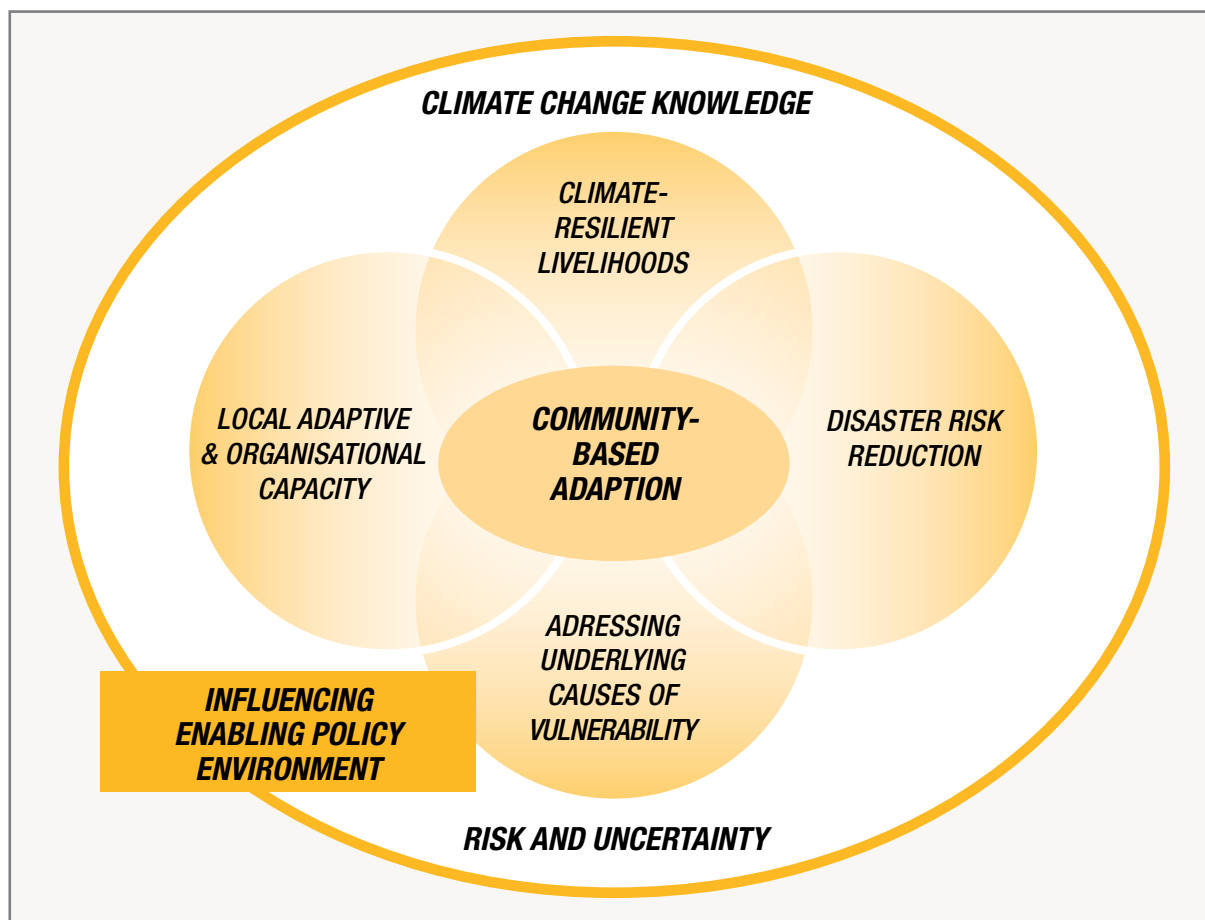 CLIMATE CHANGE KNOWLEDGE
CLIMATE-
RESILIENT
LIVELIHOODS
LOCAL ADAPTIVE
& ORGANISATIONAL
CAPACITY
COMMUNITY-
BASED
ADAPTION
DISASTER RISK
REDUCTION
ADRESSING
UNDERLYING
CAUSES OF
VULNERABILITY
INFLUENCING
ENABLING POLICY
ENVIRONMENT
RISK AND UNCERTAINTY